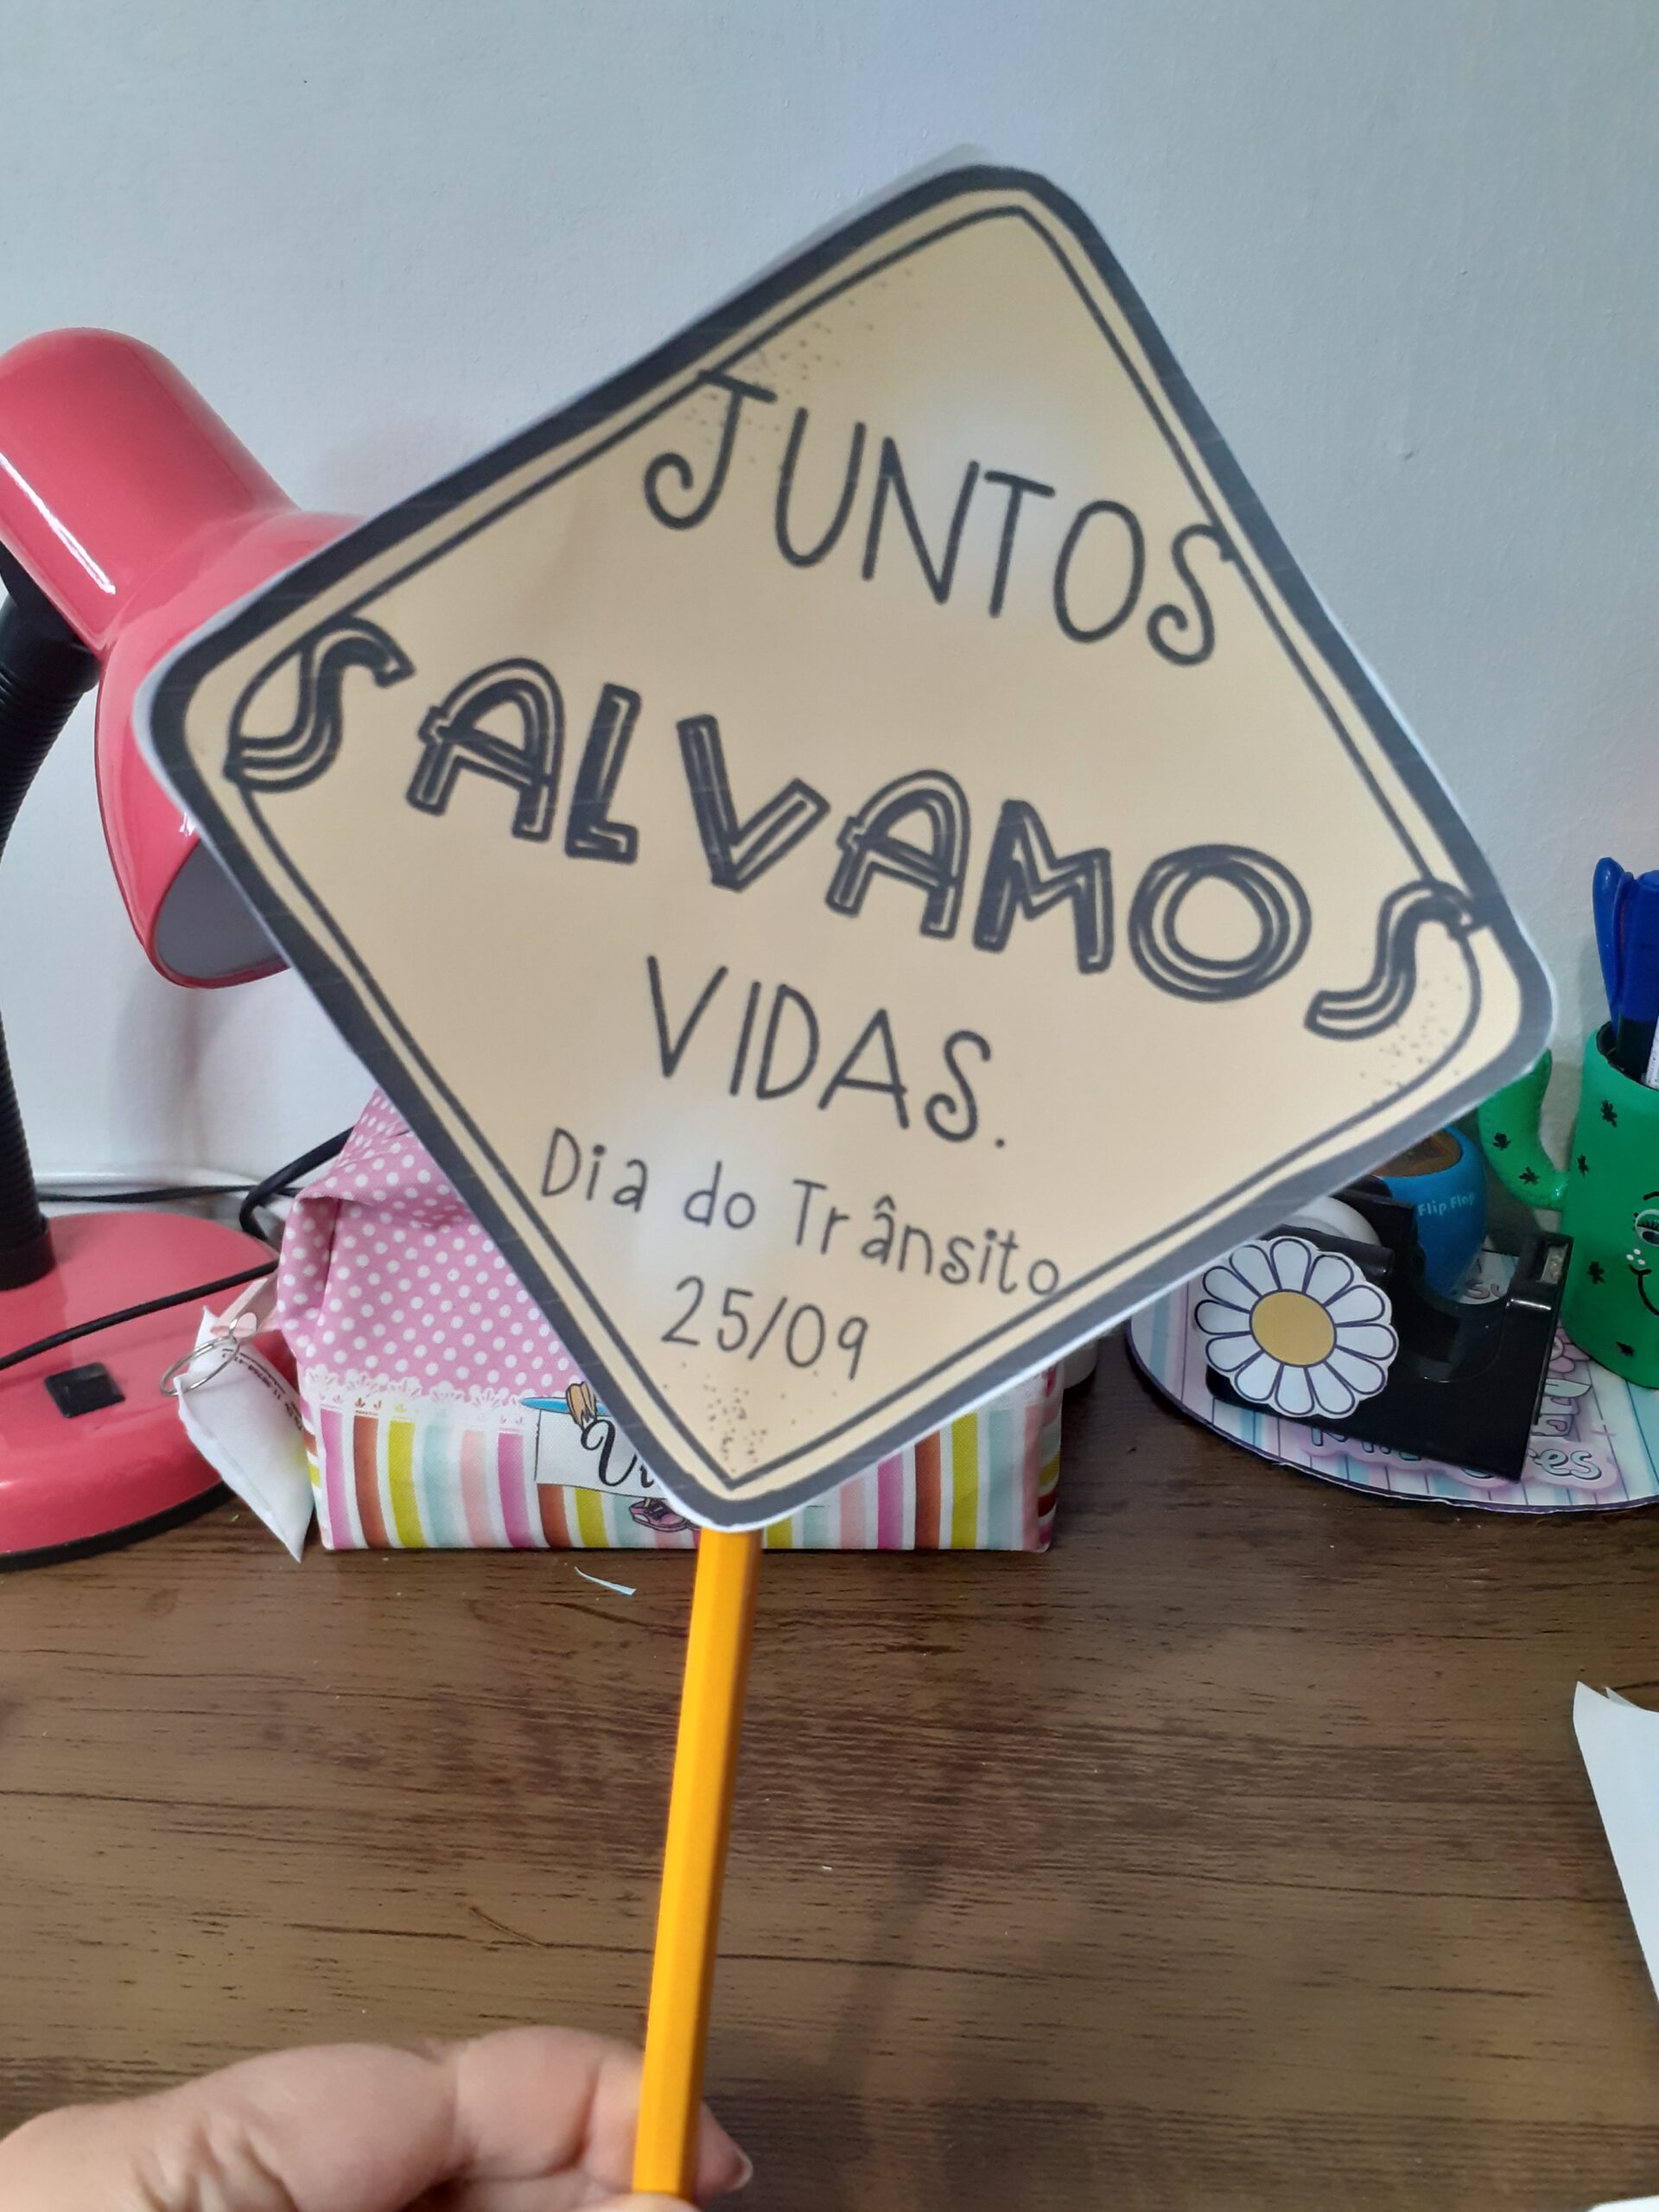 JUNTOS
SALVAMOS
VIDAS.
Dia do Trânsito
25/09
Flip Flop